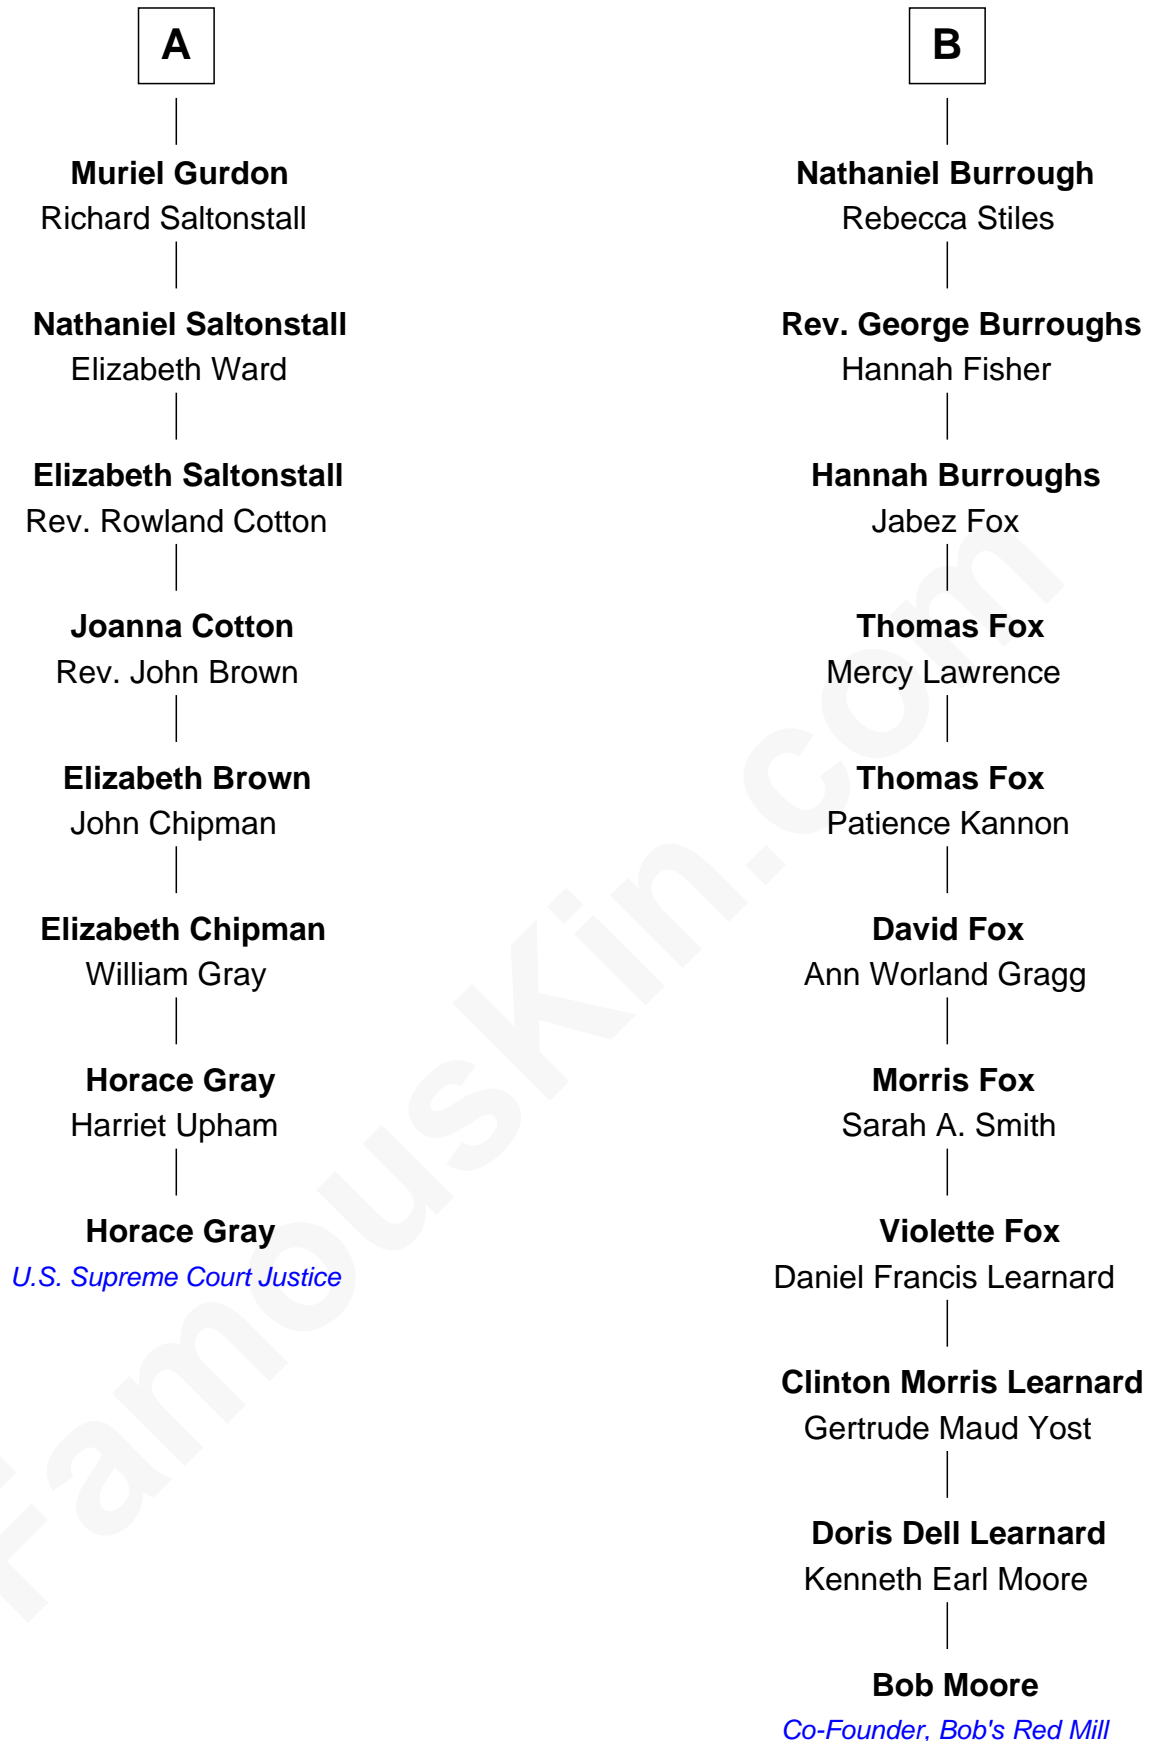 A
Muriel Gurdon
Richard Saltonstall
Nathaniel Saltonstall
Elizabeth Ward
Elizabeth Saltonstall
Rev. Rowland Cotton
Joanna Cotton
Rev. John Brown
Elizabeth Brown
John Chipman
Elizabeth Chipman
William Gray
Horace Gray
Harriet Upham
Horace Gray
U.S. Supreme Court Justice
B
Nathaniel Burrough
Rebecca Stiles
Rev. George Burroughs
Hannah Fisher
Hannah Burroughs
Jabez Fox
Thomas Fox
Mercy Lawrence
Thomas Fox
Patience Kannon
David Fox
Ann Worland Gragg
Morris Fox
Sarah A. Smith
Violette Fox
Daniel Francis Learnard
Clinton Morris Learnard
Gertrude Maud Yost
Doris Dell Learnard
Kenneth Earl Moore
Bob Moore
Co-Founder, Bob's Red Mill
FamousKin.com